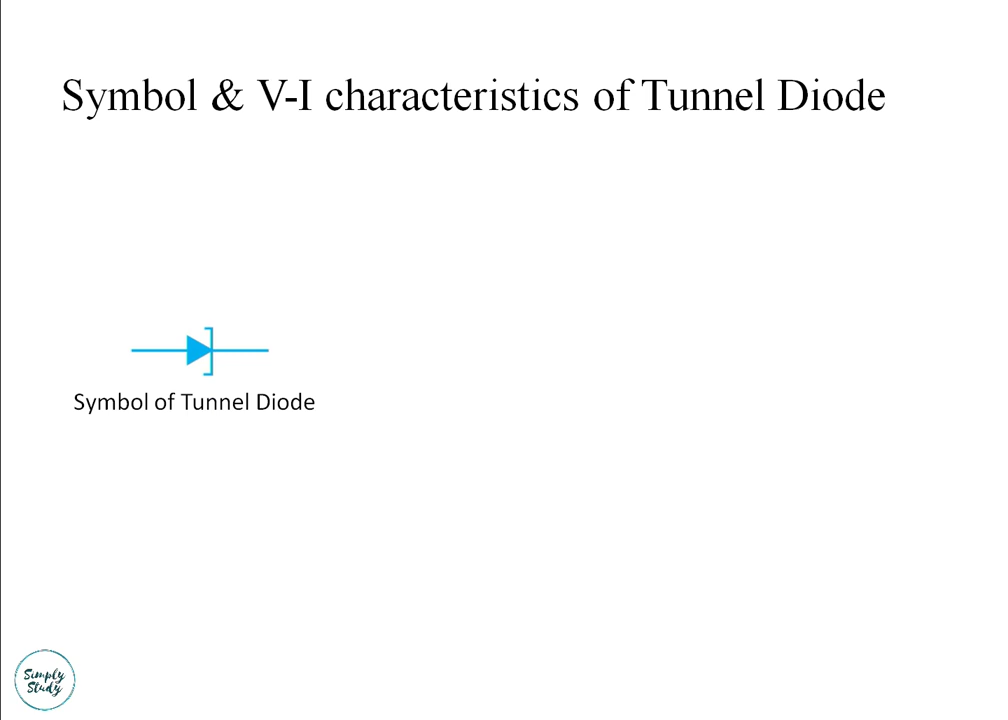 Symbol & V-I characteristics of Tunnel Diode
Symbol of Tunnel Diode
Simply
Study